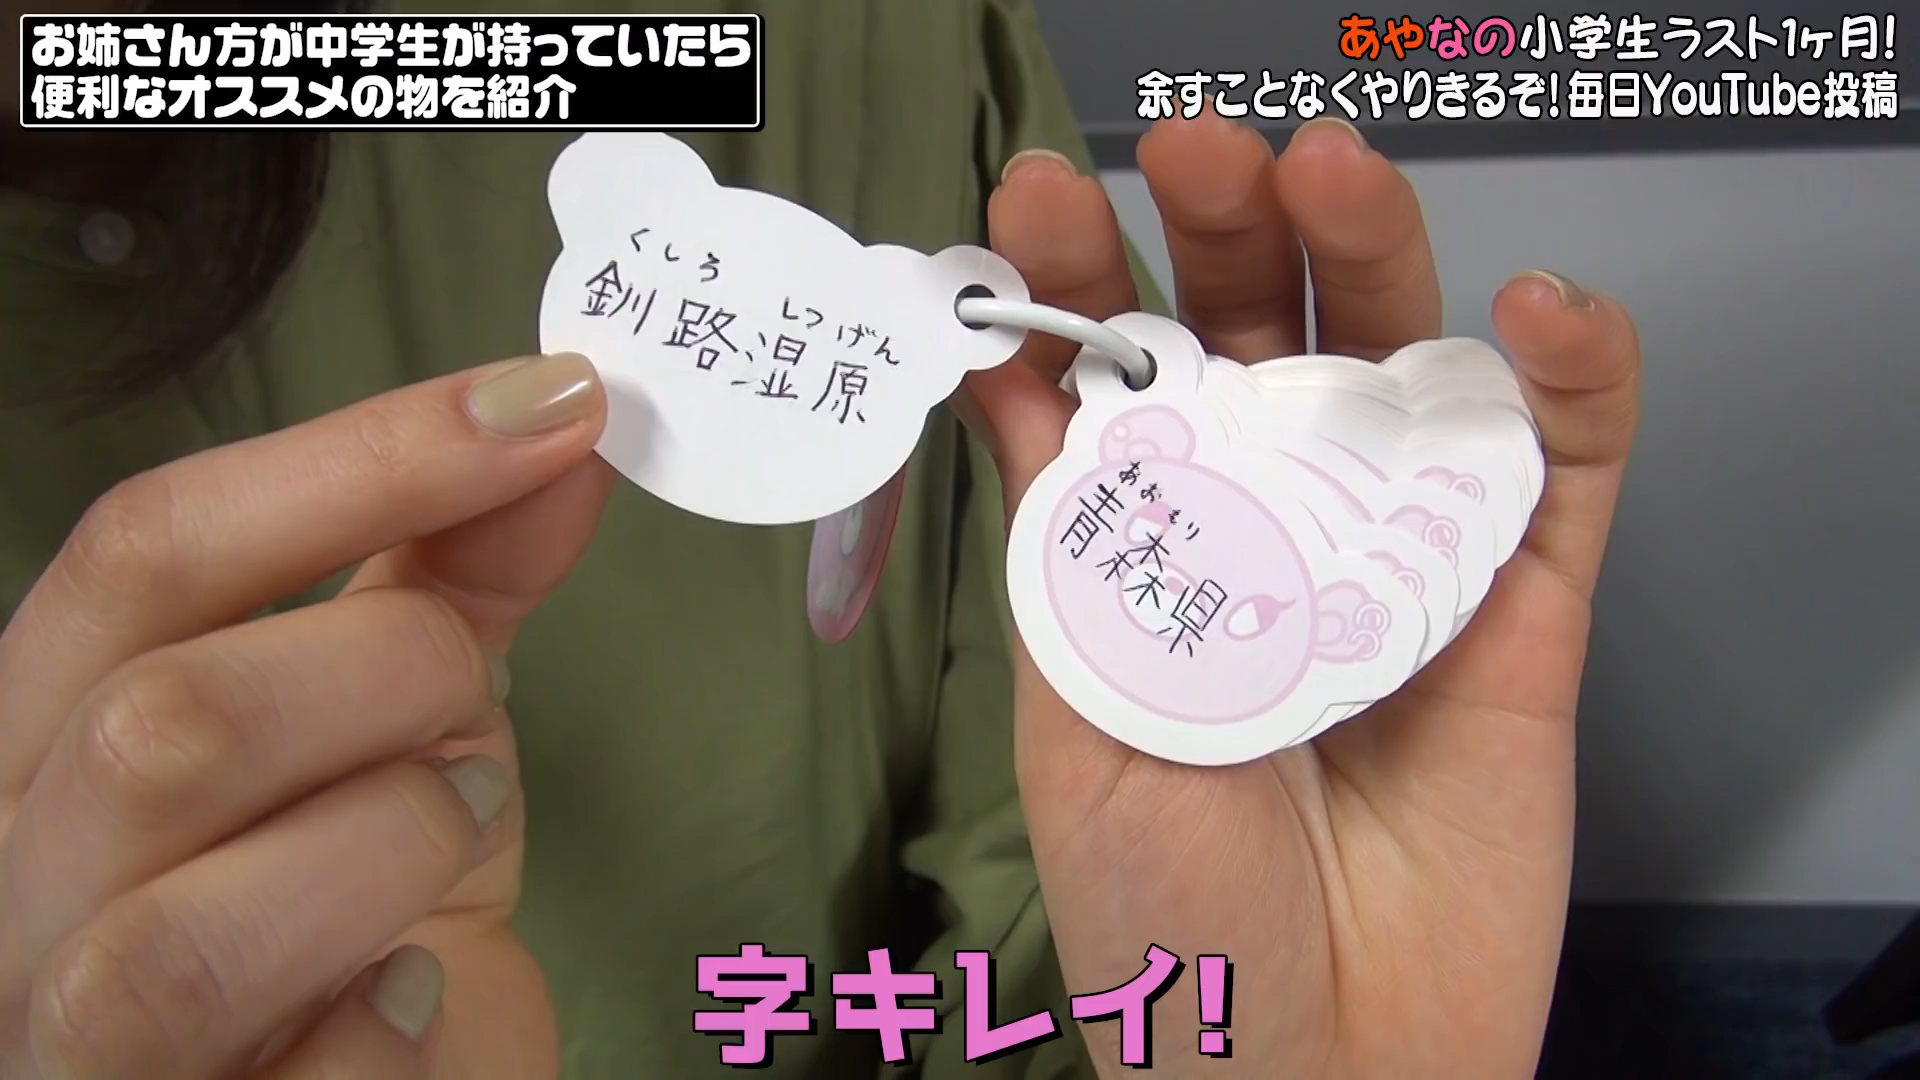 お姉さん方が中学生が持っていたら
便利なオススメの物を紹介
あやなの小学生ラスト1ヶ月!
余すことなくやりきるぞ!毎日YouTube投稿
くしろ しつげん
釧路湿原
あおもり
青森県
字キレイ!